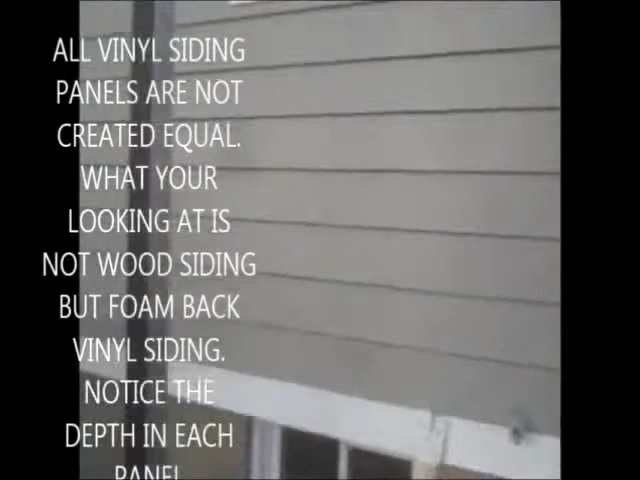 ALL VINYL SIDING
PANELS ARE NOT
CREATED EQUAL.
WHAT YOUR
LOOKING AT IS
NOT WOOD SIDING
BUT FOAM BACK
VINYL SIDING.
NOTICE THE
DEPTH IN EACH
PANEL